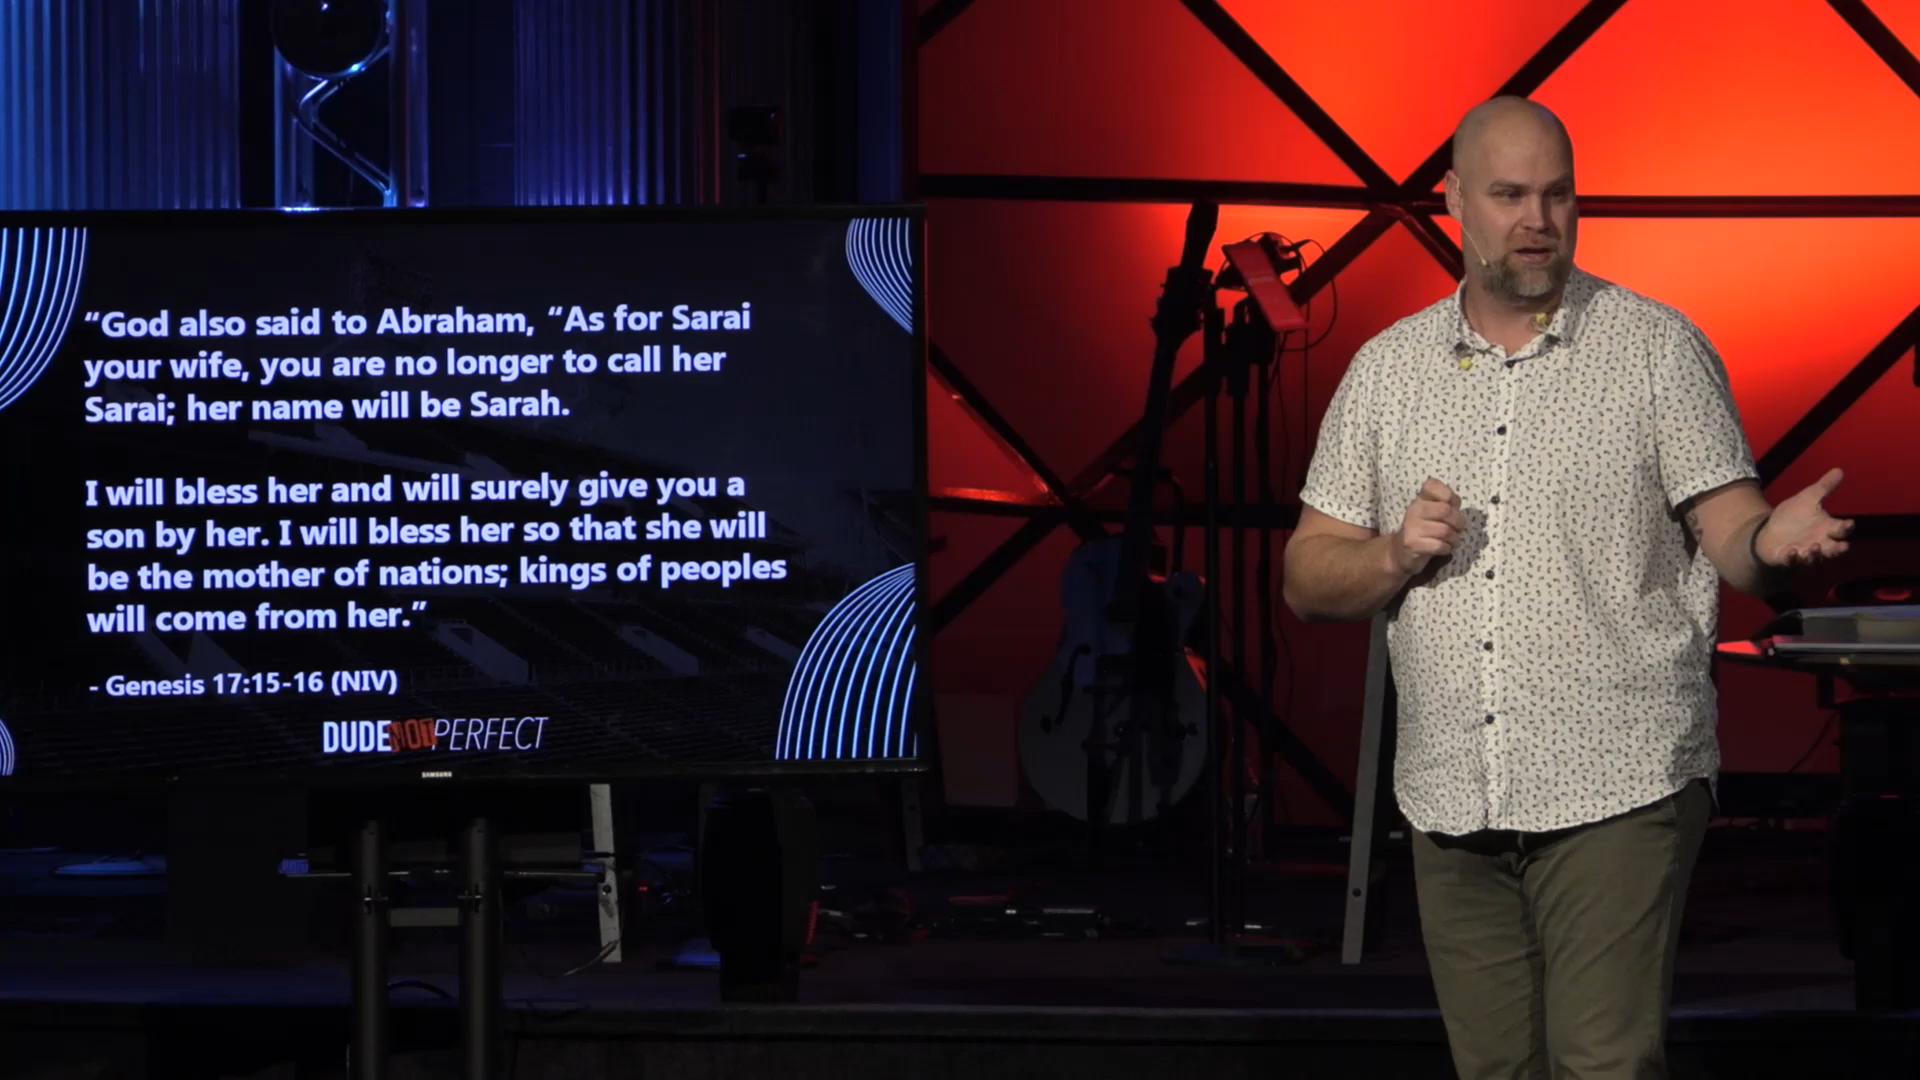 “God also said to Abraham, “As for Sarai
your wife, you are no longer to call her
Sarai; her name will be Sarah.
I will bless her and will surely give you a
son by her. I will bless her so that she will
be the mother of nations; kings of peoples
will come from her.”
- Genesis 17:15-16 (NIV)
DUDE NOT PERFECT
SAMSUNG